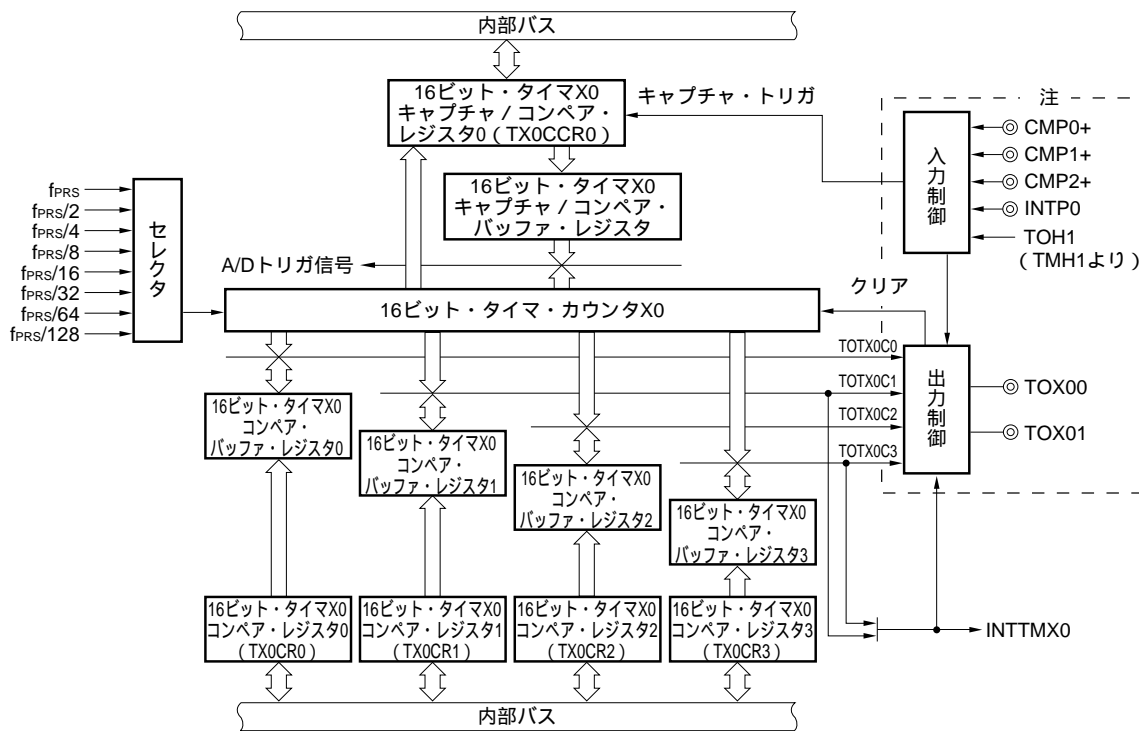 内部バス
16ビット・タイマX0
キャプチャ / コンペア・
レジスタ0（TX0CCR0）
キャプチャ・トリガ
注
入力制御
CMP0+
CMP1+
CMP2+
INTP0
TOH1
（TMH1より）
16ビット・タイマX0
キャプチャ / コンペア・
バッファ・レジスタ
fPRS
fPRS/2
fPRS/4
fPRS/8
fPRS/16
fPRS/32
fPRS/64
fPRS/128
セレクタ
A/Dトリガ信号
クリア
16ビット・タイマ・カウンタX0
TOTX0C0
TOTX0C1
TOTX0C2
TOTX0C3
出力制御
TOX00
TOX01
16ビット・タイマX0
コンペア・
バッファ・レジスタ0
16ビット・タイマX0
コンペア・
バッファ・レジスタ1
16ビット・タイマX0
コンペア・
バッファ・レジスタ2
16ビット・タイマX0
コンペア・
バッファ・レジスタ3
16ビット・タイマX0
コンペア・レジスタ0
（TX0CR0）
16ビット・タイマX0
コンペア・レジスタ1
（TX0CR1）
16ビット・タイマX0
コンペア・レジスタ2
（TX0CR2）
16ビット・タイマX0
コンペア・レジスタ3
（TX0CR3）
INTTMX0
内部バス